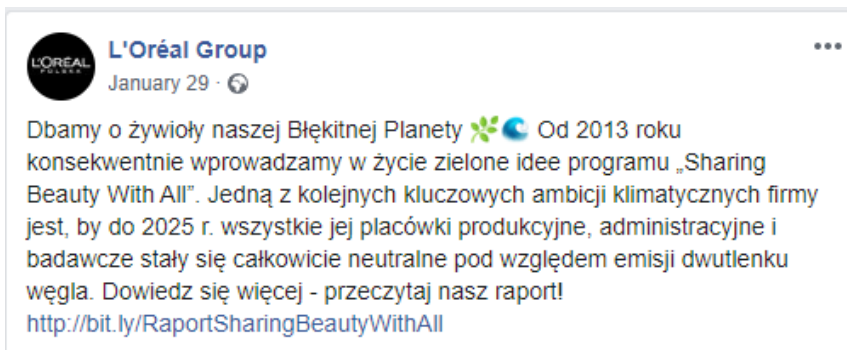 L'ORÉAL
POLSKA
L'Oréal Group
January 29 ·
Dbamy o żywioły naszej Błękitnej Planety 🌿🌊 Od 2013 roku
konsekwentnie wprowadzamy w życie zielone idee programu „Sharing
Beauty With All”. Jedną z kolejnych kluczowych ambicji klimatycznych firmy
jest, by do 2025 r. wszystkie jej placówki produkcyjne, administracyjne i
badawcze stały się całkowicie neutralne pod względem emisji dwutlenku
węgla. Dowiedz się więcej - przeczytaj nasz raport!
http://bit.ly/RaportSharingBeautyWithAll